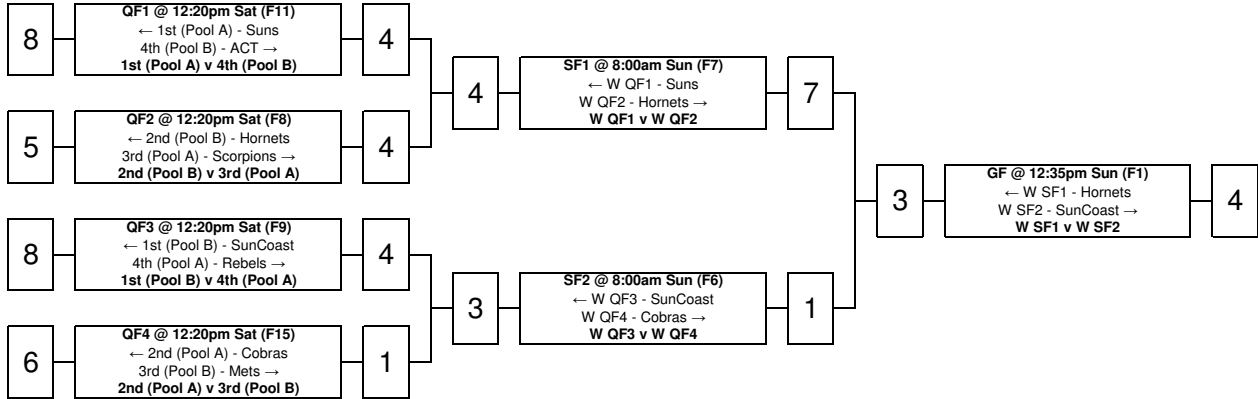 8
QF1 @ 12:20pm Sat (F11)
← 1st (Pool A) - Suns
4th (Pool B) - ACT →
1st (Pool A) v 4th (Pool B)
4
5
QF2 @ 12:20pm Sat (F8)
← 2nd (Pool B) - Hornets
3rd (Pool A) - Scorpions →
2nd (Pool B) v 3rd (Pool A)
4
8
QF3 @ 12:20pm Sat (F9)
← 1st (Pool B) - SunCoast
4th (Pool A) - Rebels →
1st (Pool B) v 4th (Pool A)
4
6
QF4 @ 12:20pm Sat (F15)
← 2nd (Pool A) - Cobras
3rd (Pool B) - Mets →
2nd (Pool A) v 3rd (Pool B)
1
4
SF1 @ 8:00am Sun (F7)
← W QF1 - Suns
W QF2 - Hornets →
W QF1 v W QF2
7
3
SF2 @ 8:00am Sun (F6)
← W QF3 - SunCoast
W QF4 - Cobras →
W QF3 v W QF4
1
3
GF @ 12:35pm Sun (F1)
← W SF1 - Hornets
W SF2 - SunCoast →
W SF1 v W SF2
4